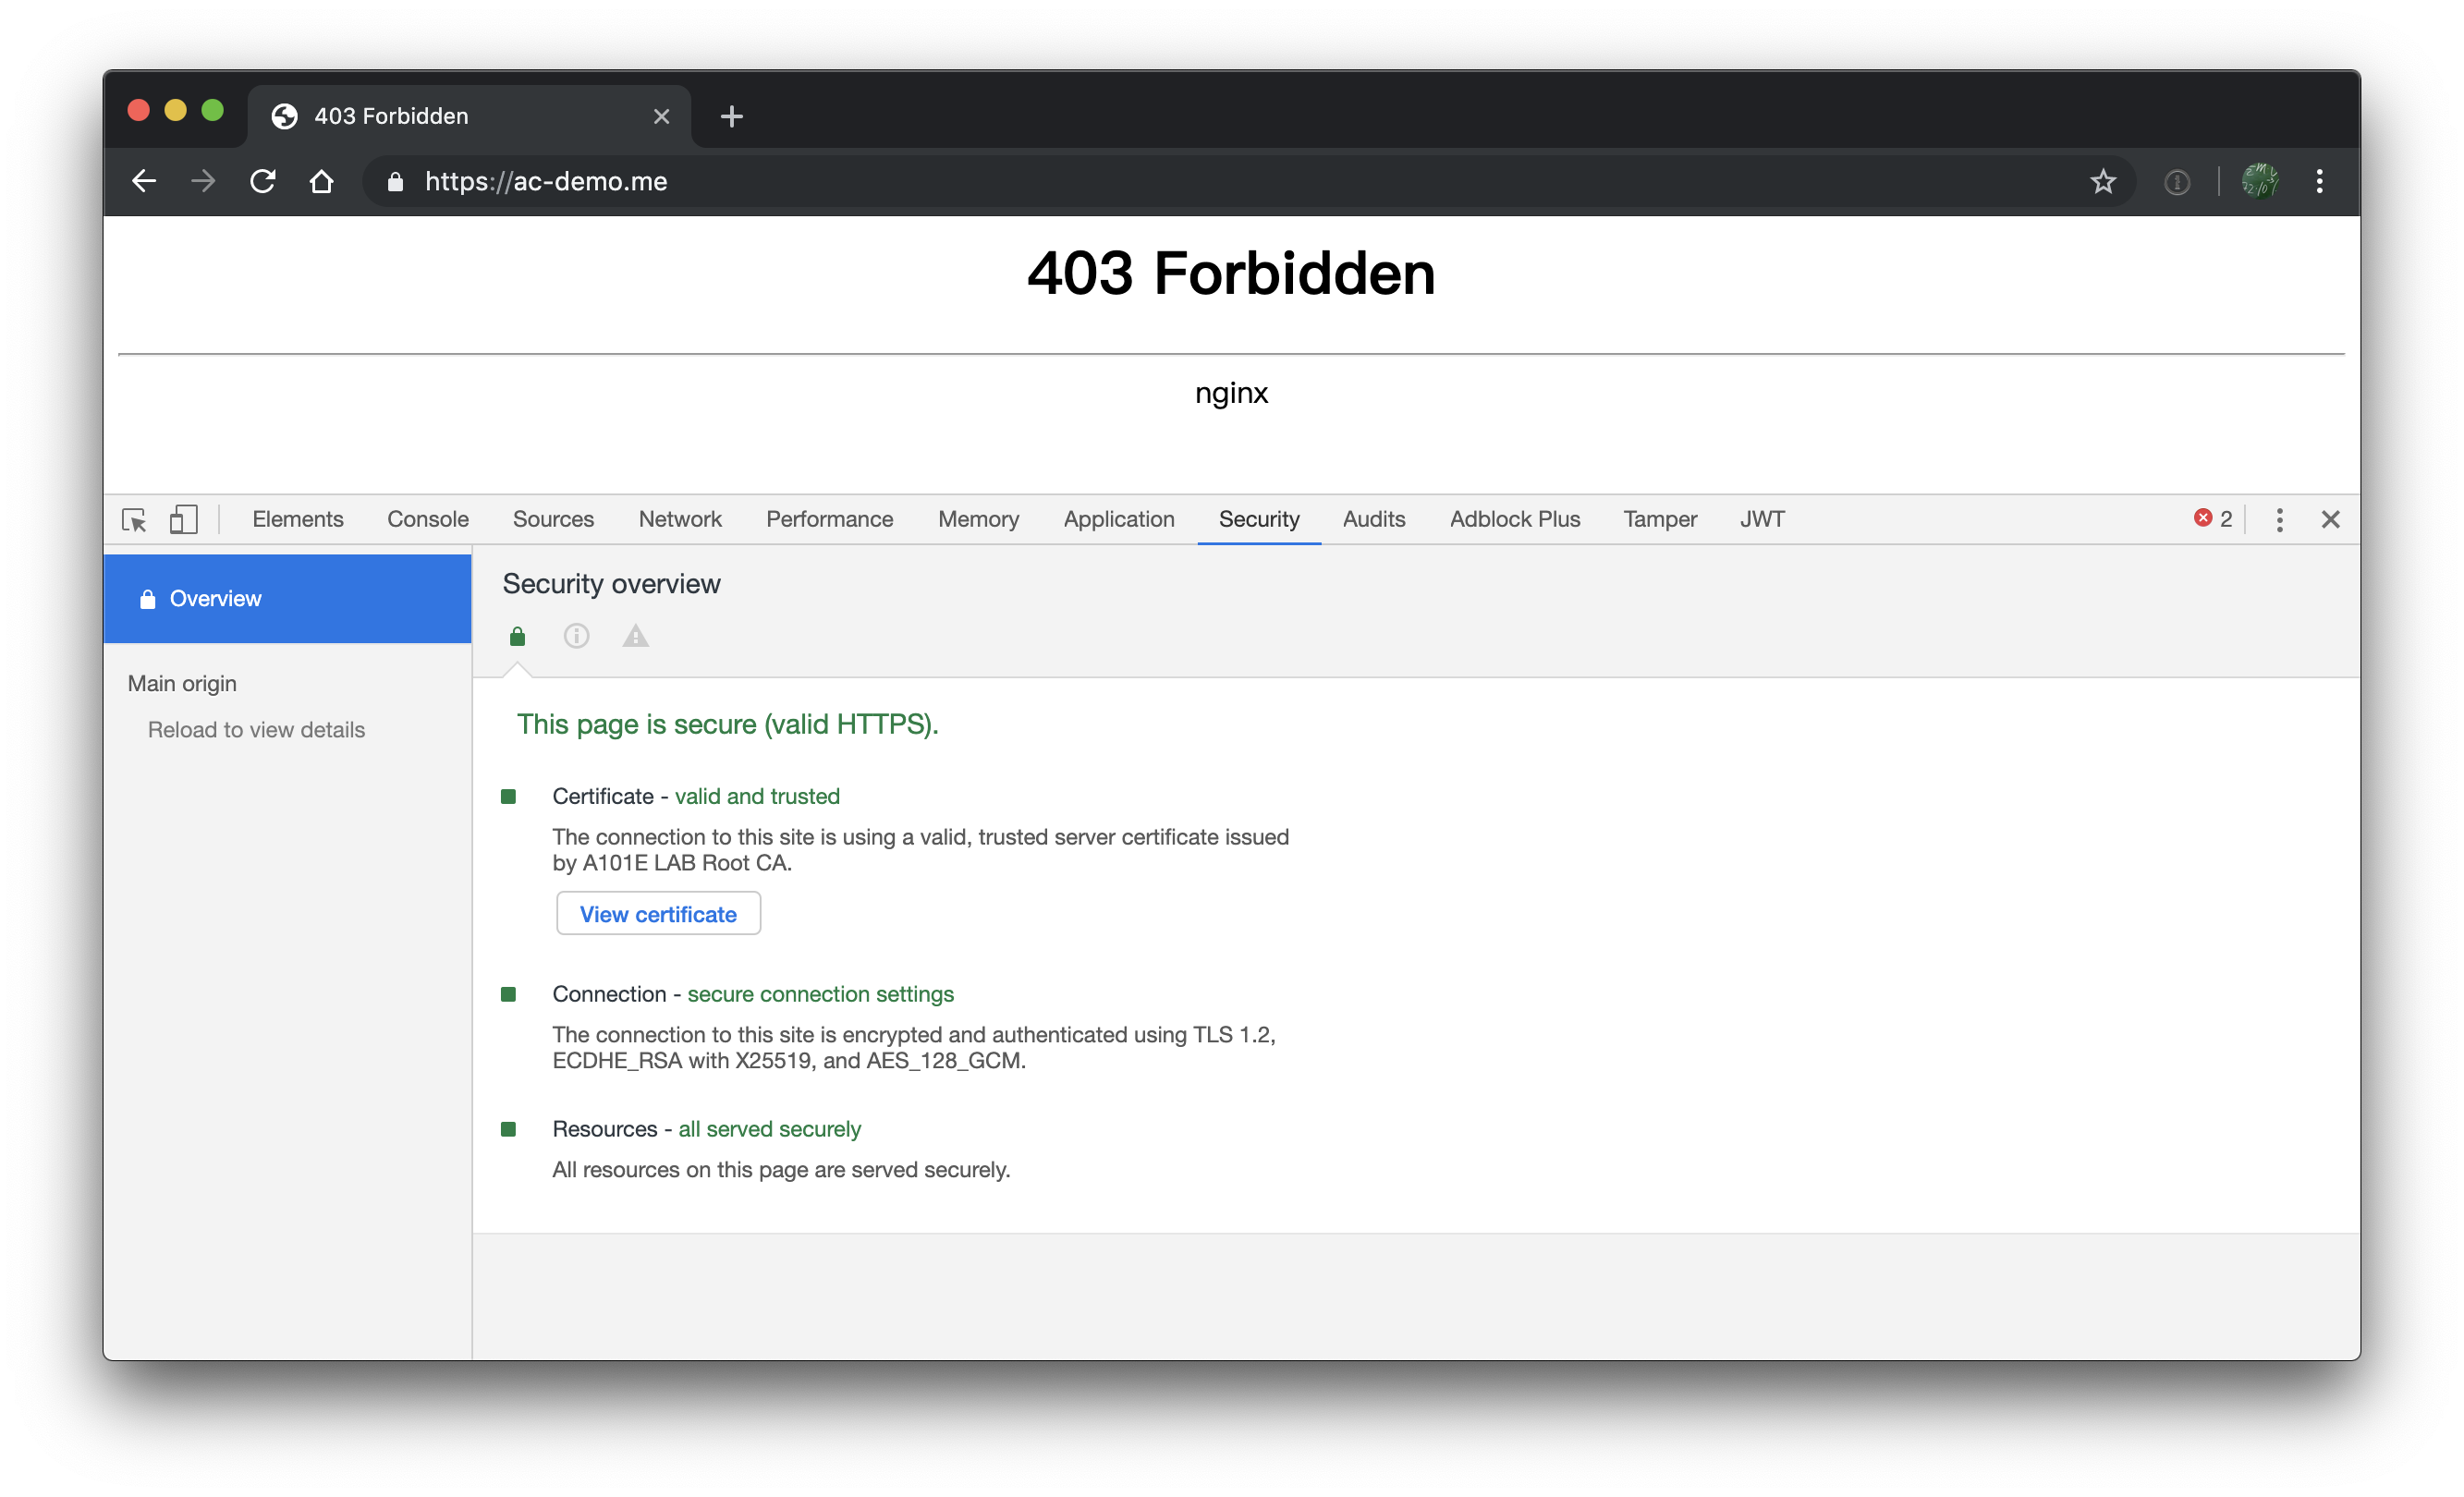 403 Forbidden
https://ac-demo.me
403 Forbidden
nginx
Elements Console Sources Network Performance Memory Application Security Audits Adblock Plus Tamper JWT 2
Overview
Main origin
Reload to view details
Security overview
This page is secure (valid HTTPS).
Certificate - valid and trusted
The connection to this site is using a valid, trusted server certificate issued
by A101E LAB Root CA.
View certificate
Connection - secure connection settings
The connection to this site is encrypted and authenticated using TLS 1.2,
ECDHE_RSA with X25519, and AES_128_GCM.
Resources - all served securely
All resources on this page are served securely.